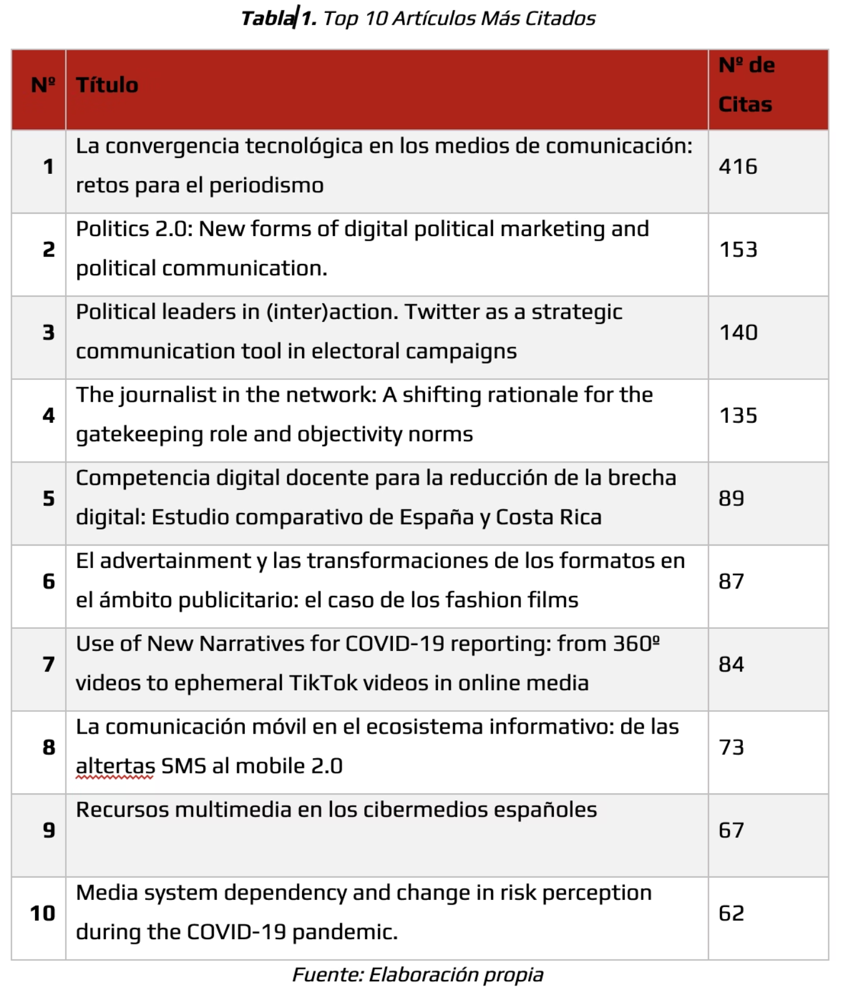 Tabla 1. Top 10 Artículos Más Citados
Nº Título Nº de
Citas
1 La convergencia tecnológica en los medios de comunicación: 416
retos para el periodismo
2 Politics 2.0: New forms of digital political marketing and 153
political communication.
3 Political leaders in (inter)action. Twitter as a strategic 140
communication tool in electoral campaigns
4 The journalist in the network: A shifting rationale for the 135
gatekeeping role and objectivity norms
5 Competencia digital docente para la reducción de la brecha 89
digital: Estudio comparativo de España y Costa Rica
6 El advertainment y las transformaciones de los formatos en 87
el ámbito publicitario: el caso de los fashion films
7 Use of New Narratives for COVID-19 reporting: from 360º 84
videos to ephemeral TikTok videos in online media
8 La comunicación móvil en el ecosistema informativo: de las 73
altertas SMS al mobile 2.0
9 Recursos multimedia en los cibermedios españoles 67
10 Media system dependency and change in risk perception 62
during the COVID-19 pandemic.
Fuente: Elaboración propia